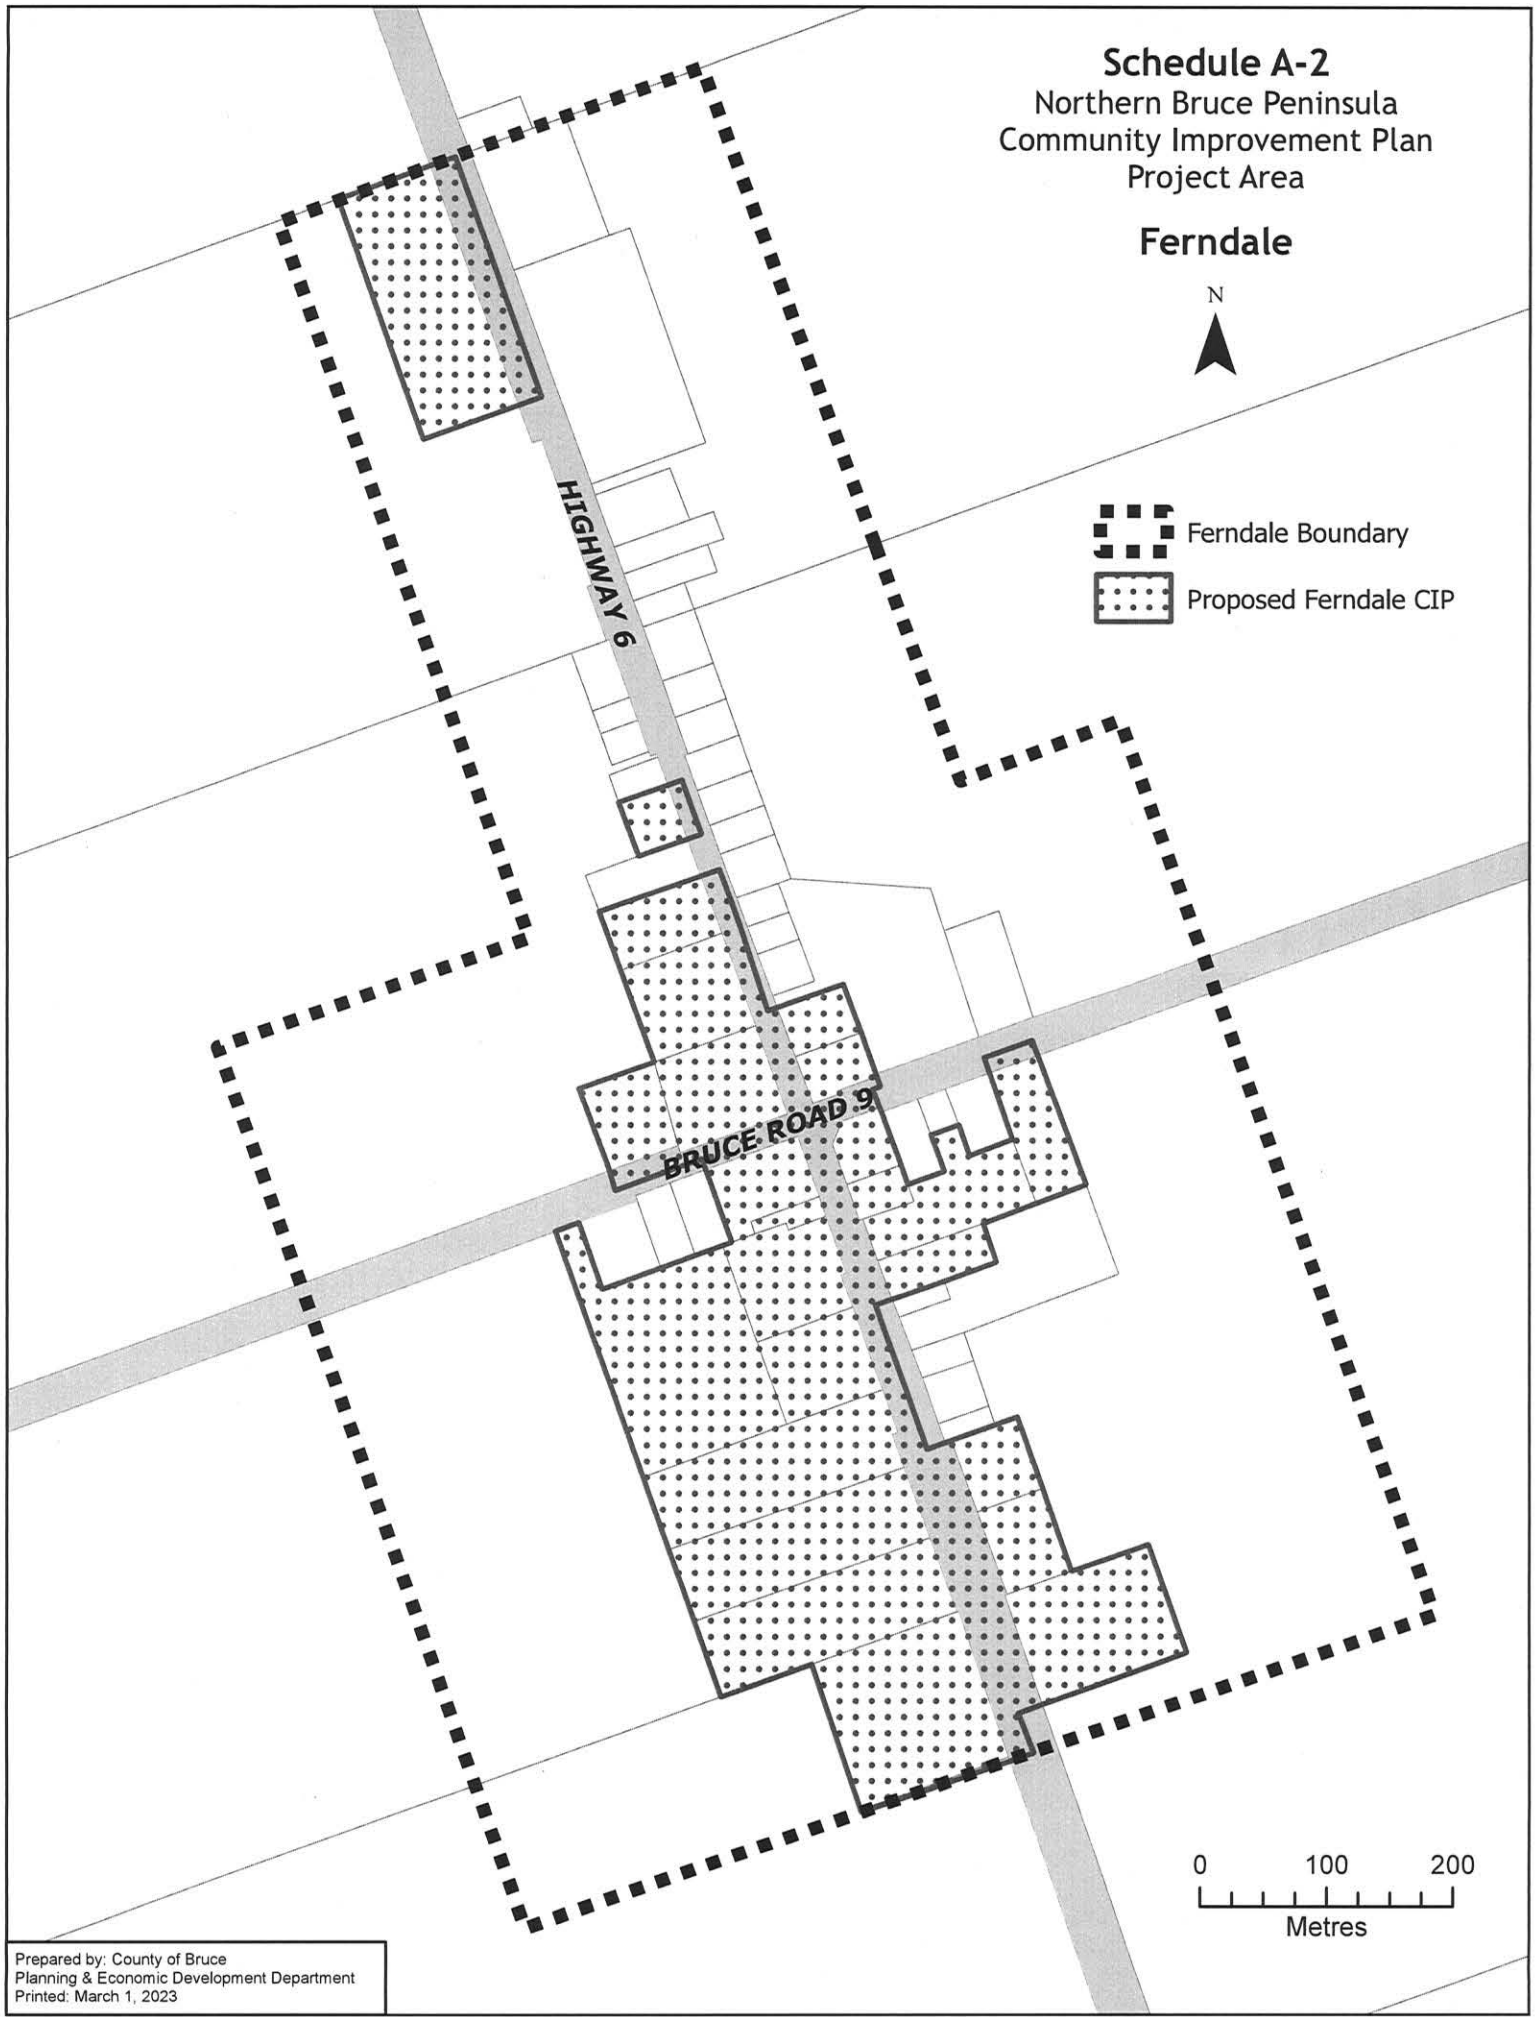 Schedule A-2
Northern Bruce Peninsula
Community Improvement Plan
Project Area
Ferndale
N
Ferndale Boundary
Proposed Ferndale CIP
HIGHWAY 6
BRUCE ROAD 9
0 100 200
Metres
Prepared by: County of Bruce
Planning & Economic Development Department
Printed: March 1, 2023